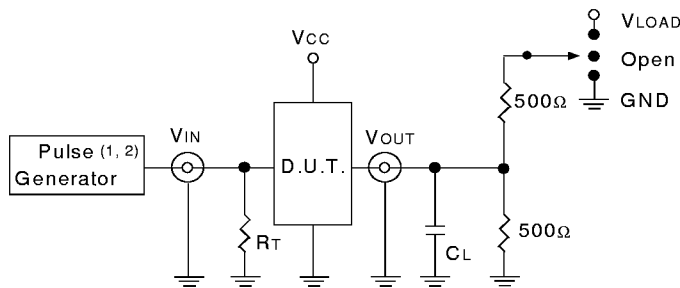 VLOAD
Open
GND
500Ω
VCC
VIN
VOUT
Pulse (1, 2)
Generator
D.U.T.
RT
CL
500Ω